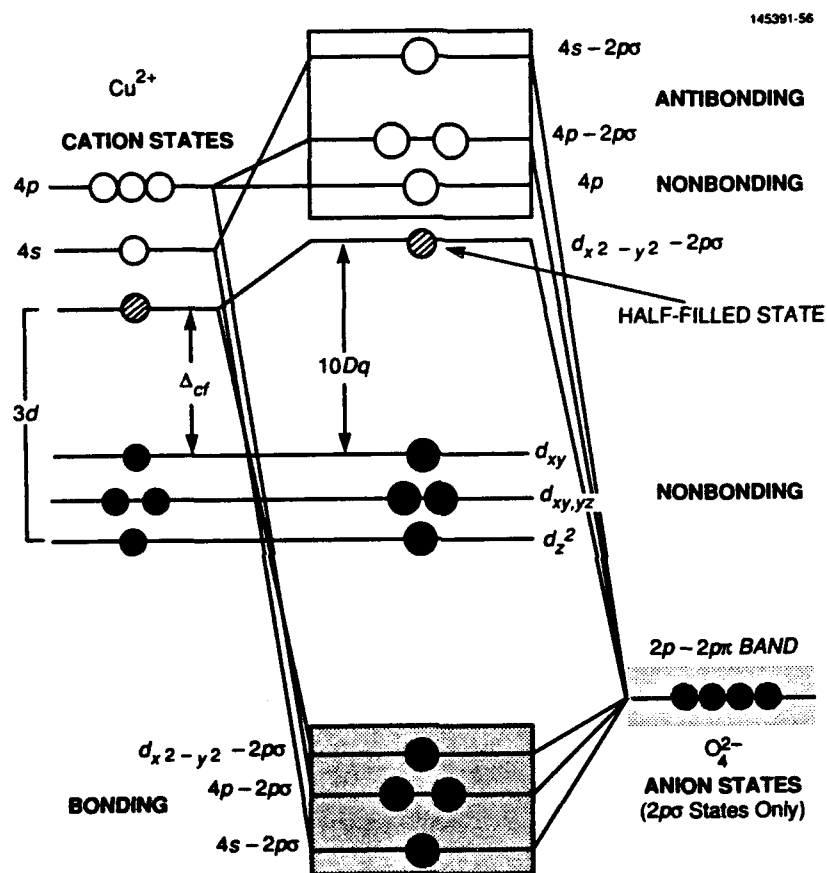 145391-56
Cu2+
CATION STATES
4s – 2pσ
ANTIBONDING
4p – 2pσ
4p
4p
NONBONDING
4s
dx2 – y2 – 2pσ
HALF-FILLED STATE
Δcf
10Dq
3d
dxy
dxy,yz
NONBONDING
dz2
2p – 2pπ BAND
O42–
ANION STATES
(2pσ States Only)
dx2 – y2 – 2pσ
4p – 2pσ
BONDING
4s – 2pσ